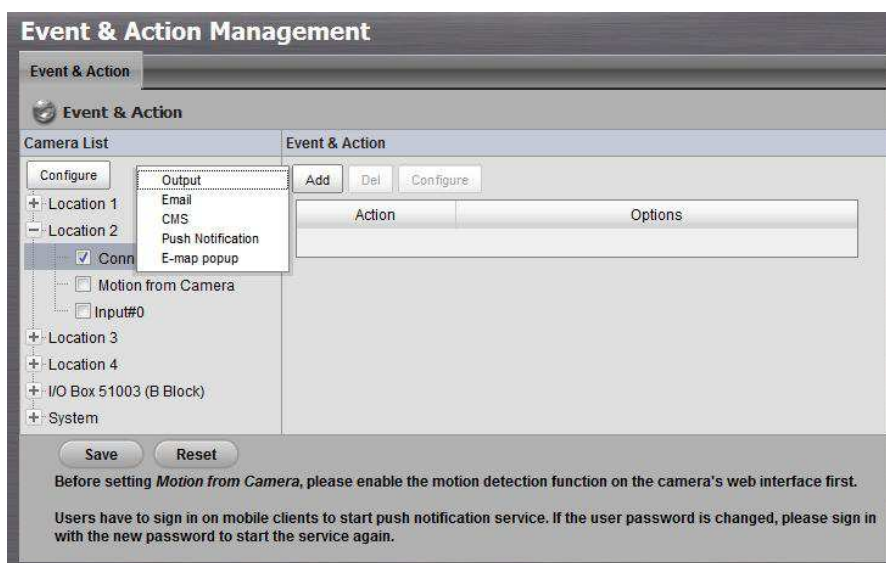 Event & Action Management
Event & Action
Event & Action
Camera List
Event & Action
Configure
Output
Email
CMS
Push Notification
E-map popup
Add
Del
Configure
Action
Options
Location 1
Location 2
Conn
Motion from Camera
Input#0
Location 3
Location 4
I/O Box 51003 (B Block)
System
Save
Reset
Before setting Motion from Camera, please enable the motion detection function on the camera's web interface first.
Users have to sign in on mobile clients to start push notification service. If the user password is changed, please sign in
with the new password to start the service again.